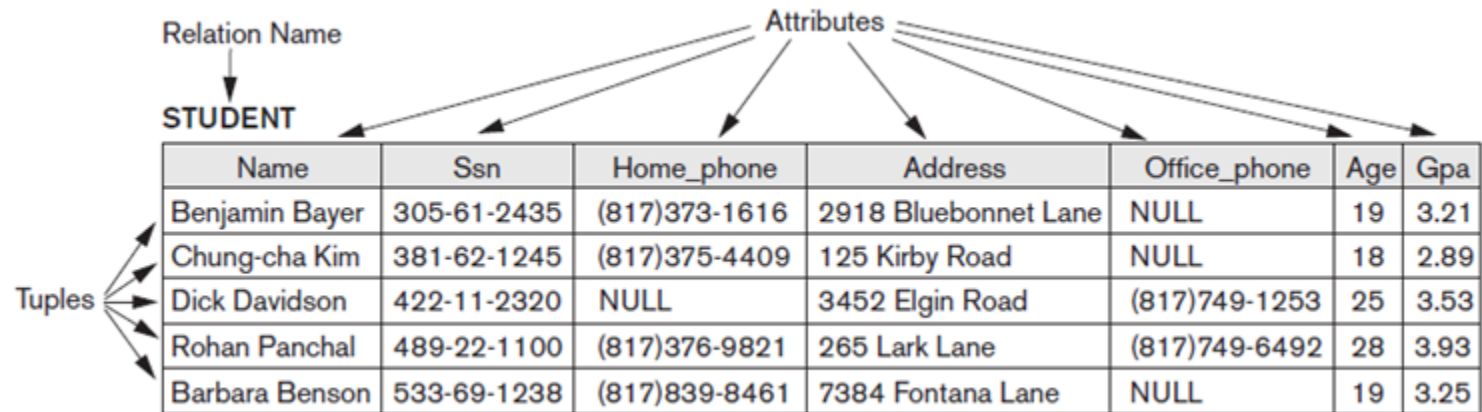 Attributes
Relation Name
STUDENT
Name Ssn Home_phone Address Office_phone Age Gpa
Benjamin Bayer 305-61-2435 (817)373-1616 2918 Bluebonnet Lane NULL 19 3.21
Chung-cha Kim 381-62-1245 (817)375-4409 125 Kirby Road NULL 18 2.89
Tuples Dick Davidson 422-11-2320 NULL 3452 Elgin Road (817)749-1253 25 3.53
Rohan Panchal 489-22-1100 (817)376-9821 265 Lark Lane (817)749-6492 28 3.93
Barbara Benson 533-69-1238 (817)839-8461 7384 Fontana Lane NULL 19 3.25